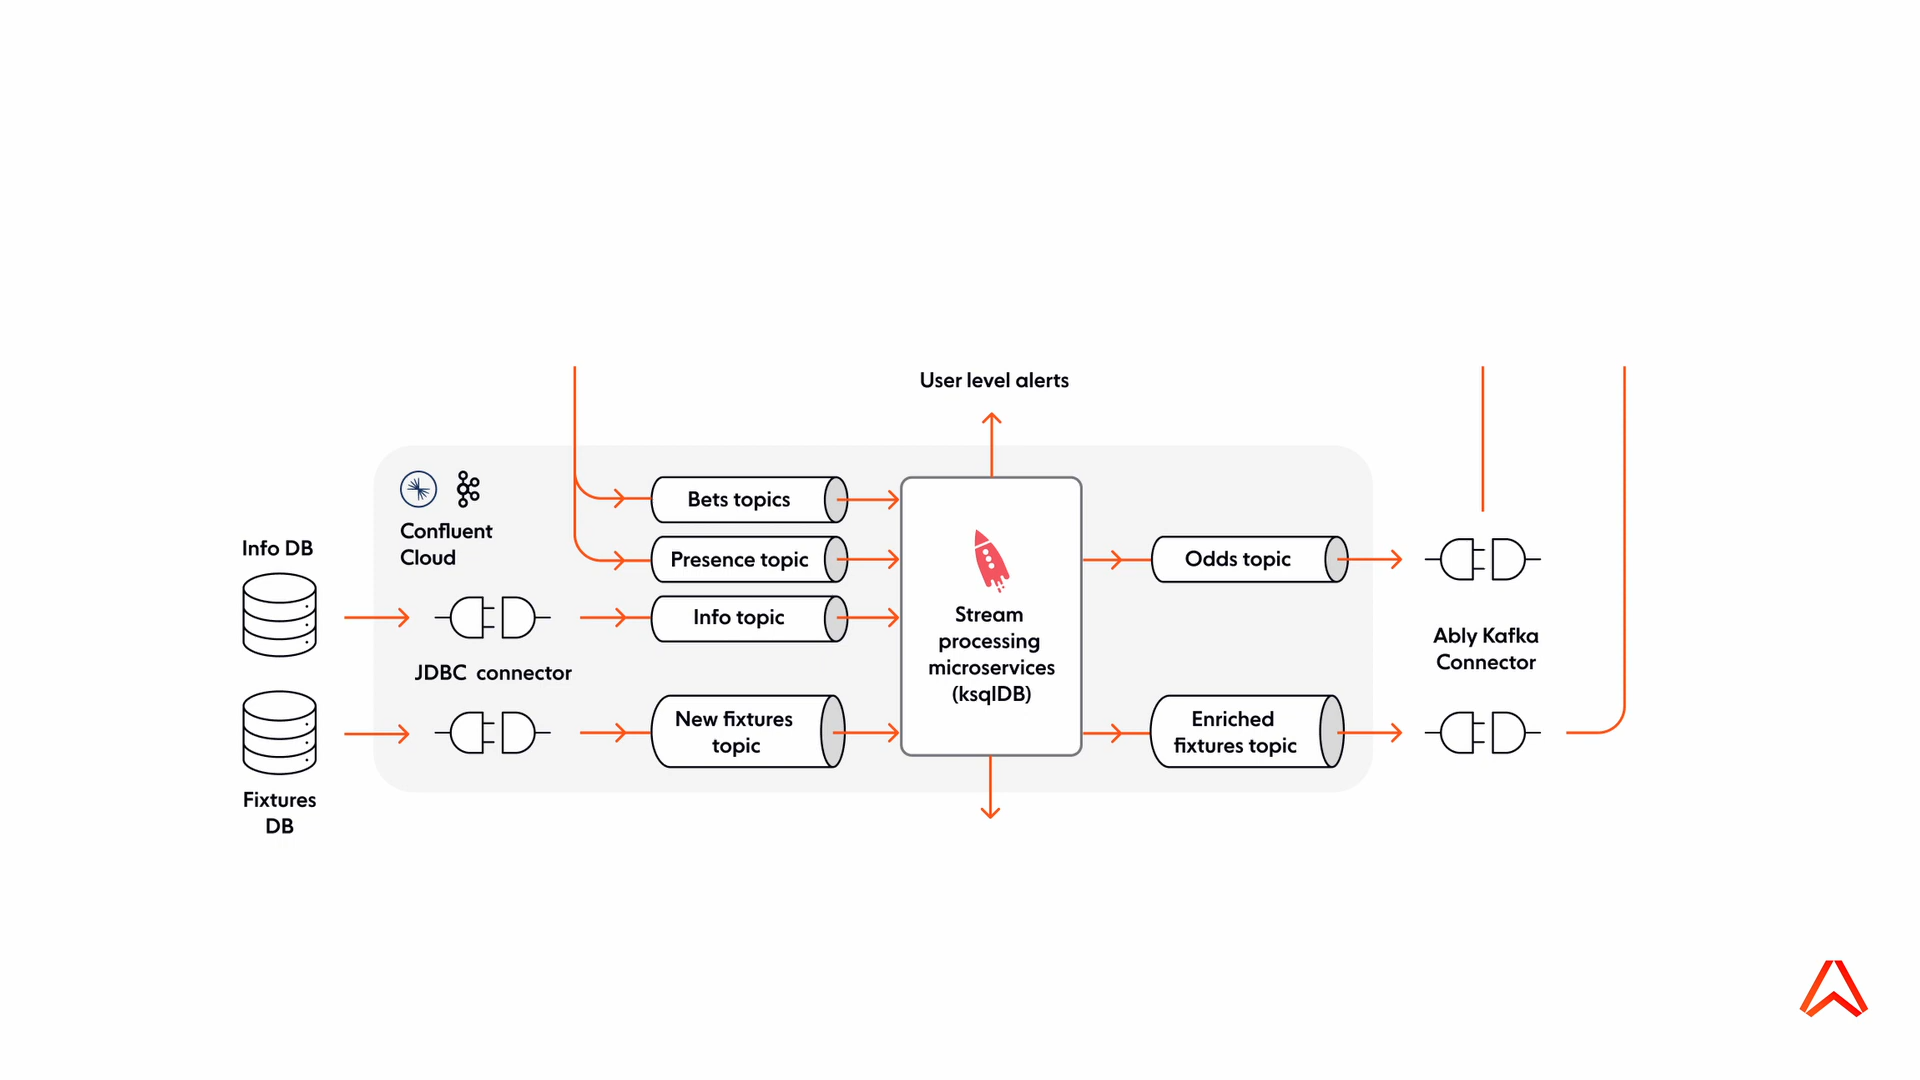 User level alerts
Confluent
Cloud
Info DB
JDBC connector
Fixtures
DB
Bets topics
Presence topic
Info topic
New fixtures
topic
Stream
processing
microservices
(ksqlDB)
Odds topic
Enriched
fixtures topic
Ably Kafka
Connector